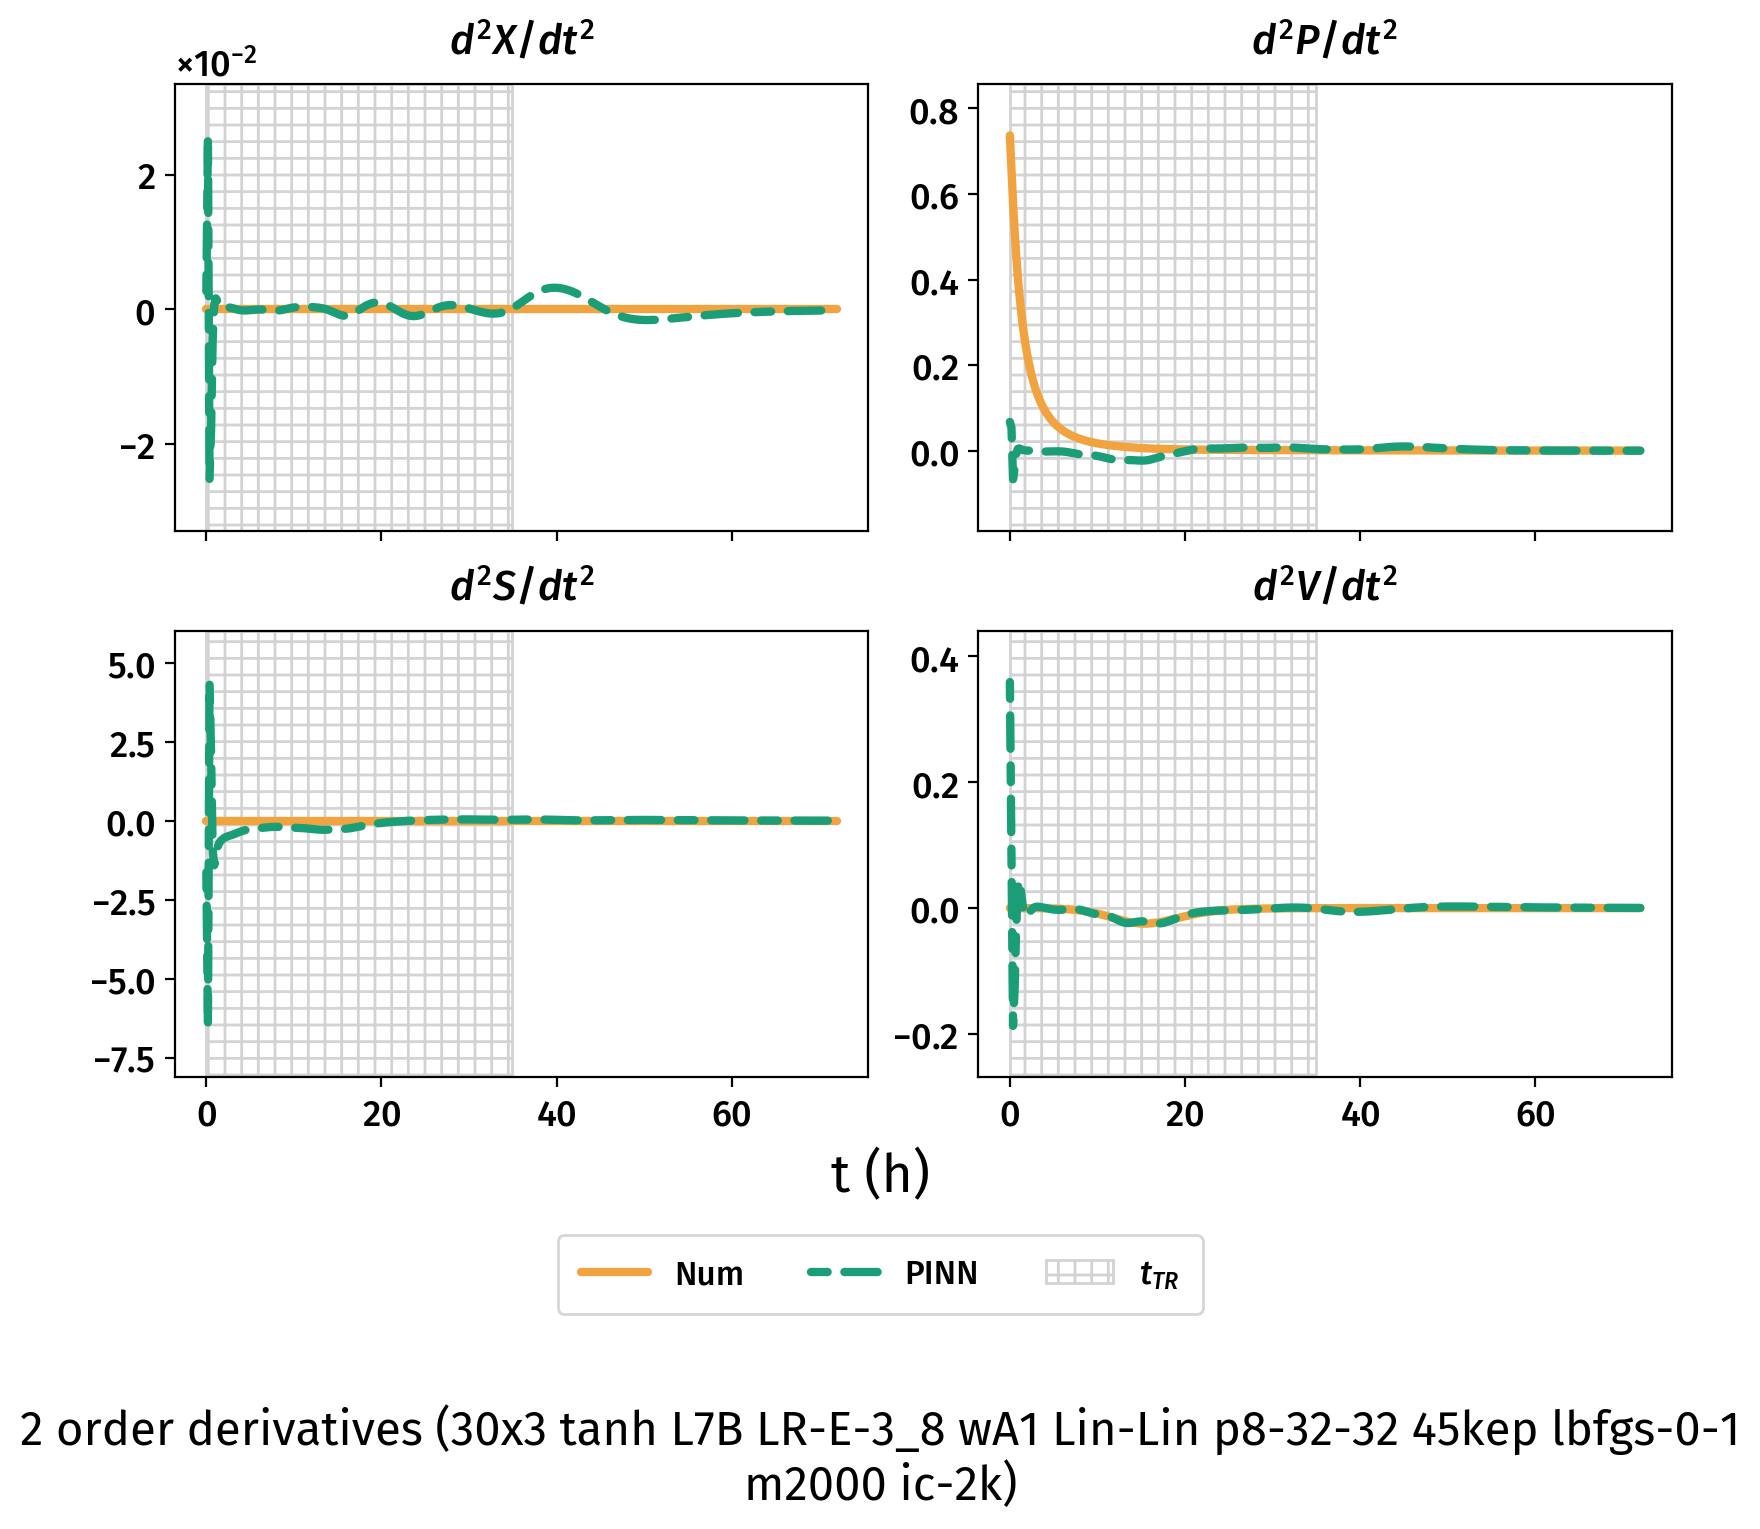 d²X/dt²
×10⁻²
2
0
−2
d²P/dt²
0.8
0.6
0.4
0.2
0.0
d²S/dt²
5.0
2.5
0.0
−2.5
−5.0
−7.5
0 20 40 60
d²V/dt²
0.4
0.2
0.0
−0.2
0 20 40 60
t (h)
Num PINN t_TR
2 order derivatives (30x3 tanh L7B LR-E-3_8 wA1 Lin-Lin p8-32-32 45kep lbfgs-0-1
m2000 ic-2k)